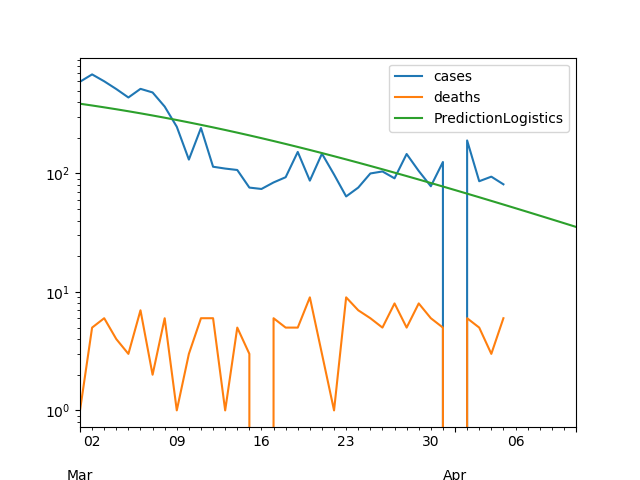 cases
deaths
PredictionLogistics
10²
10¹
10⁰
02 09 16 23 30 06
Mar Apr